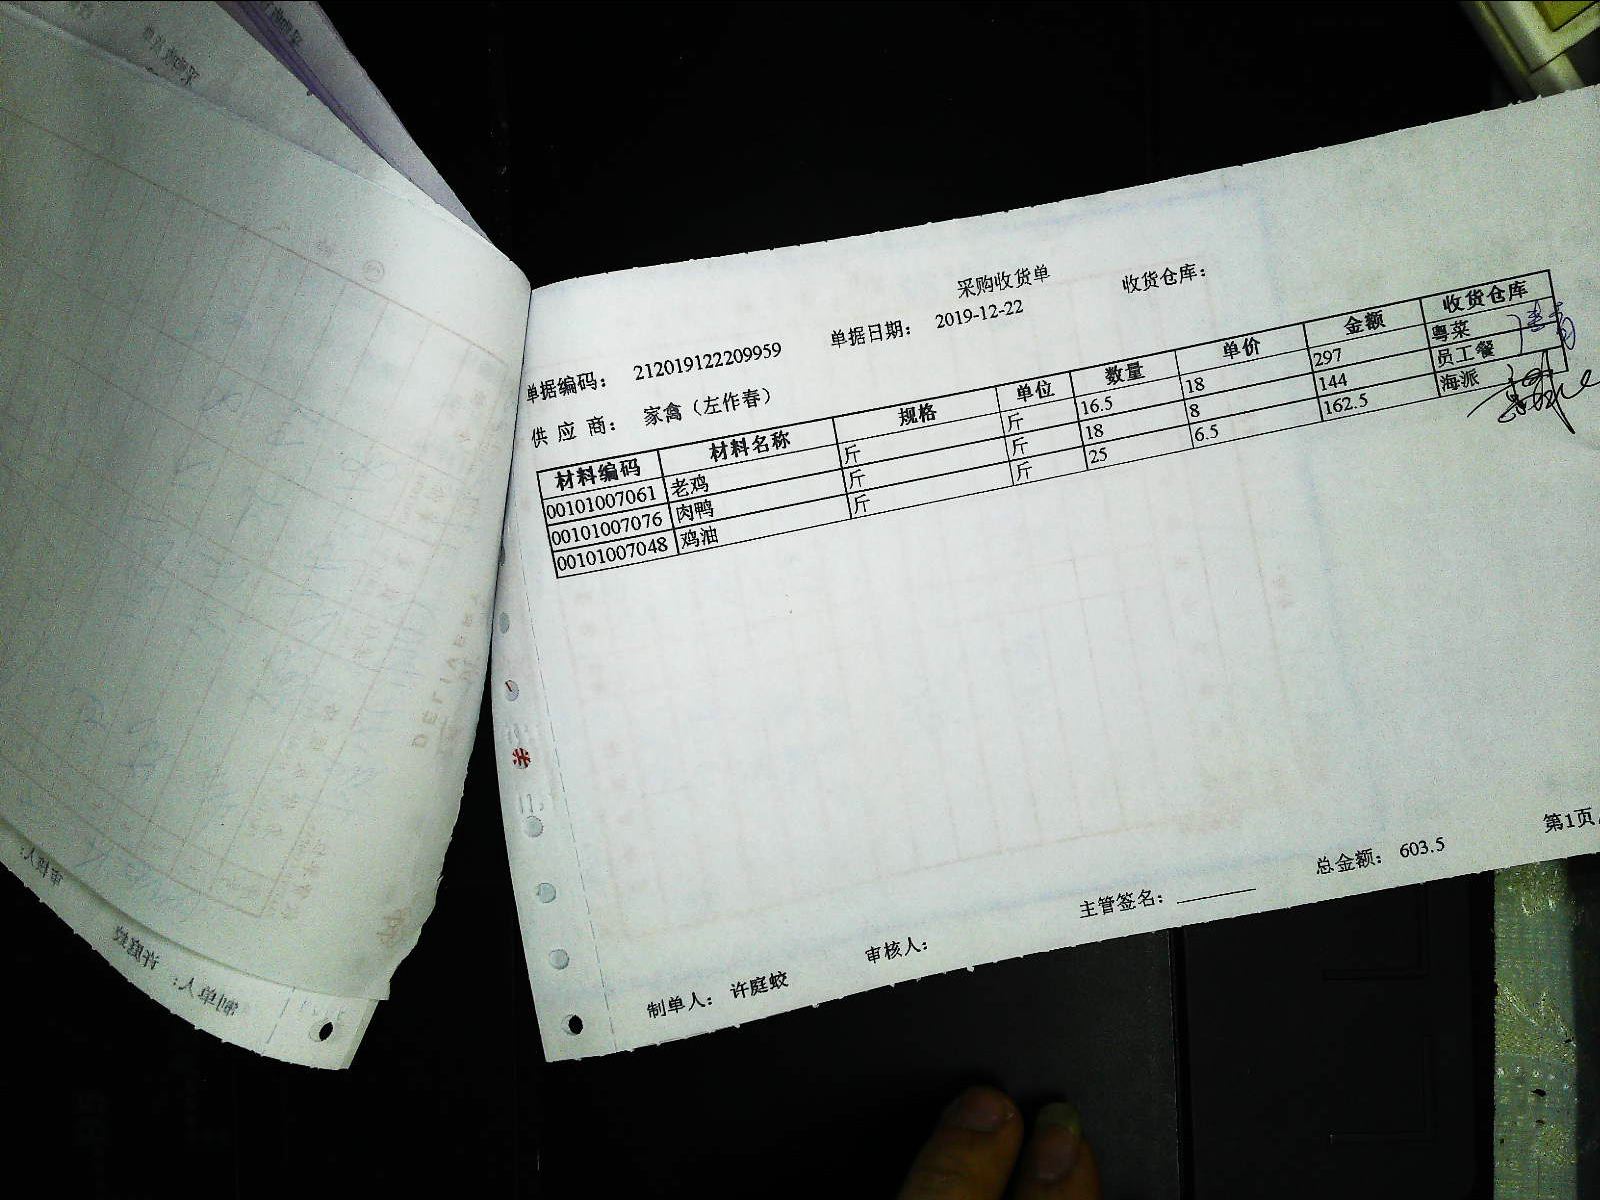 采购收货单
单据编码： 212019122209959 单据日期： 2019-12-22 收货仓库：
供 应 商： 家禽（左作春）
材料编码 材料名称 规格 单位 数量 单价 金额 收货仓库
00101007061 老鸡 斤 斤 16.5 18 297 粤菜
00101007076 肉鸭 斤 斤 18 8 144 员工餐
00101007048 鸡油 斤 斤 25 6.5 162.5 海派
制单人： 许庭蛟 审核人： 主管签名： 总金额： 603.5 第1页